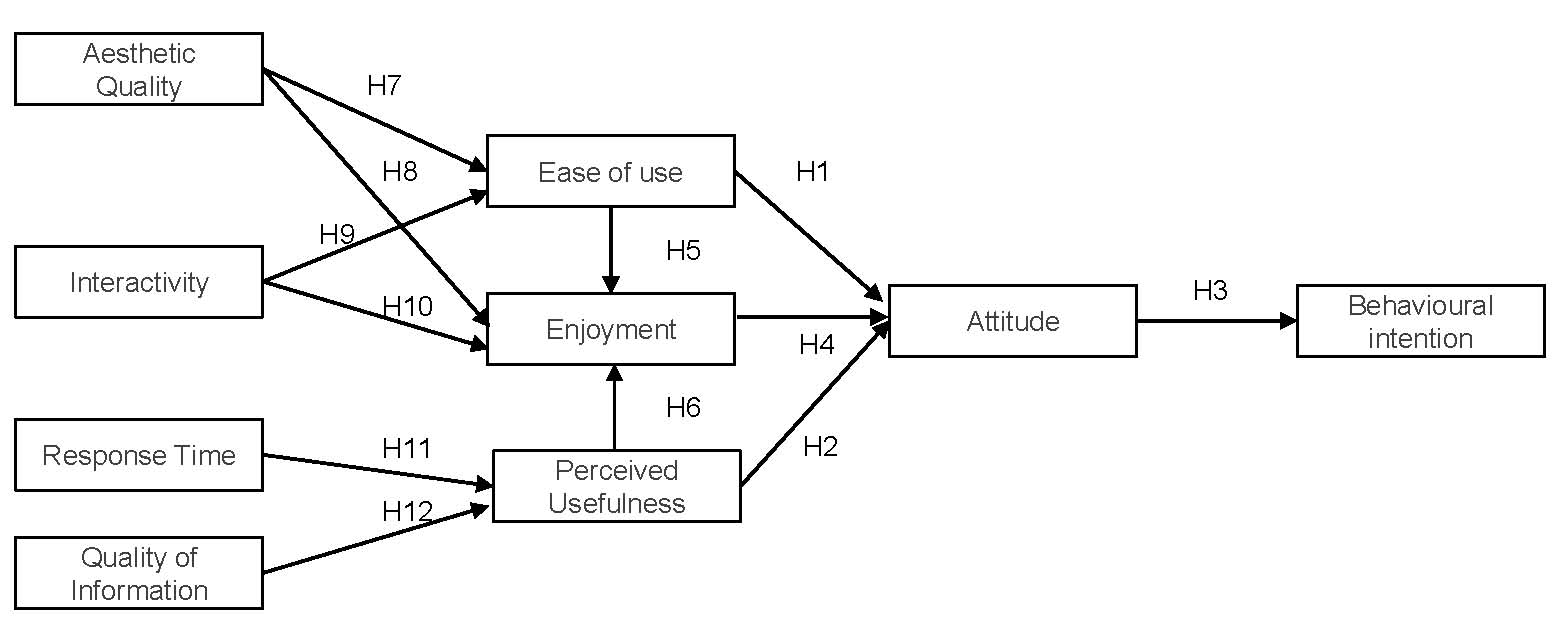 Aesthetic
Quality
H7
H8
Ease of use
H1
H9
Interactivity
H5
H10
Enjoyment
H4
Attitude
H3
Behavioural
intention
H6
H2
Response Time
H11
Perceived
Usefulness
H12
Quality of
Information